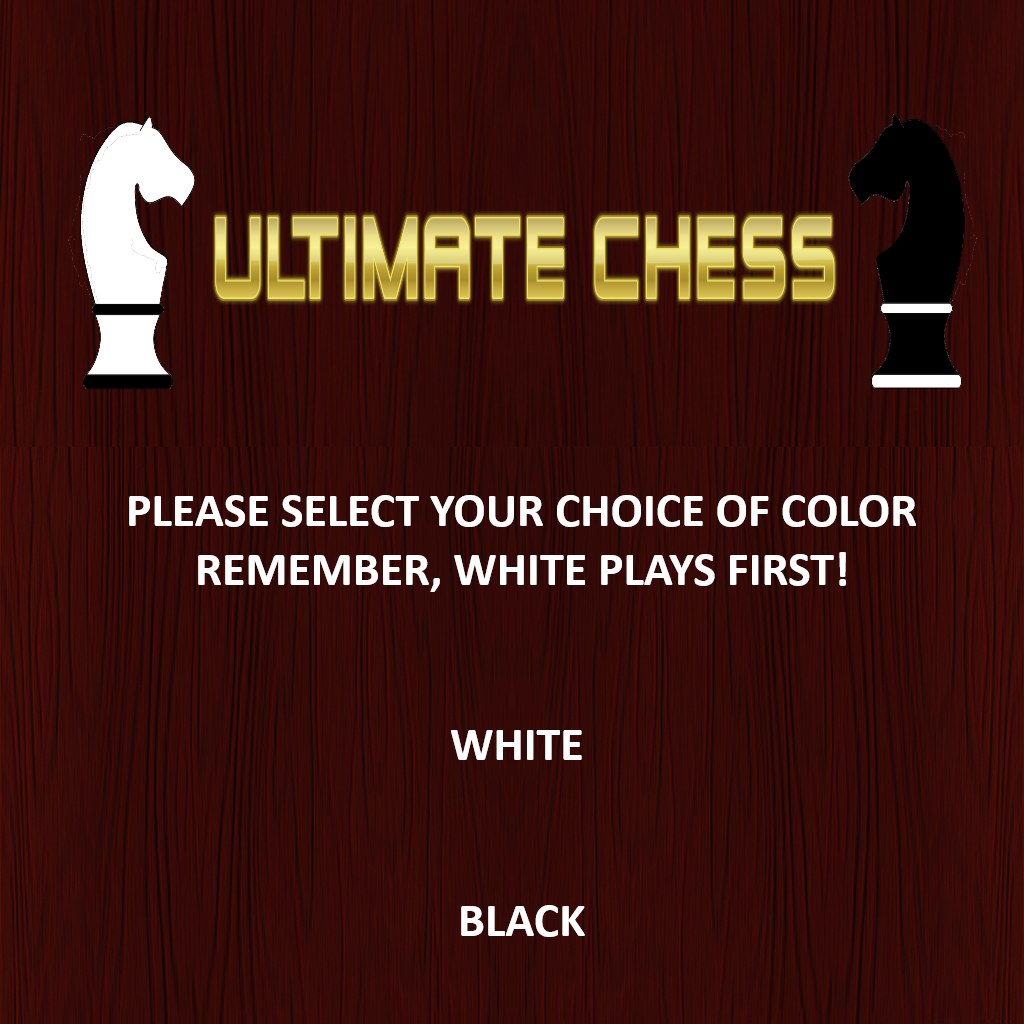 ULTIMATE CHESS
PLEASE SELECT YOUR CHOICE OF COLOR
REMEMBER, WHITE PLAYS FIRST!
WHITE
BLACK